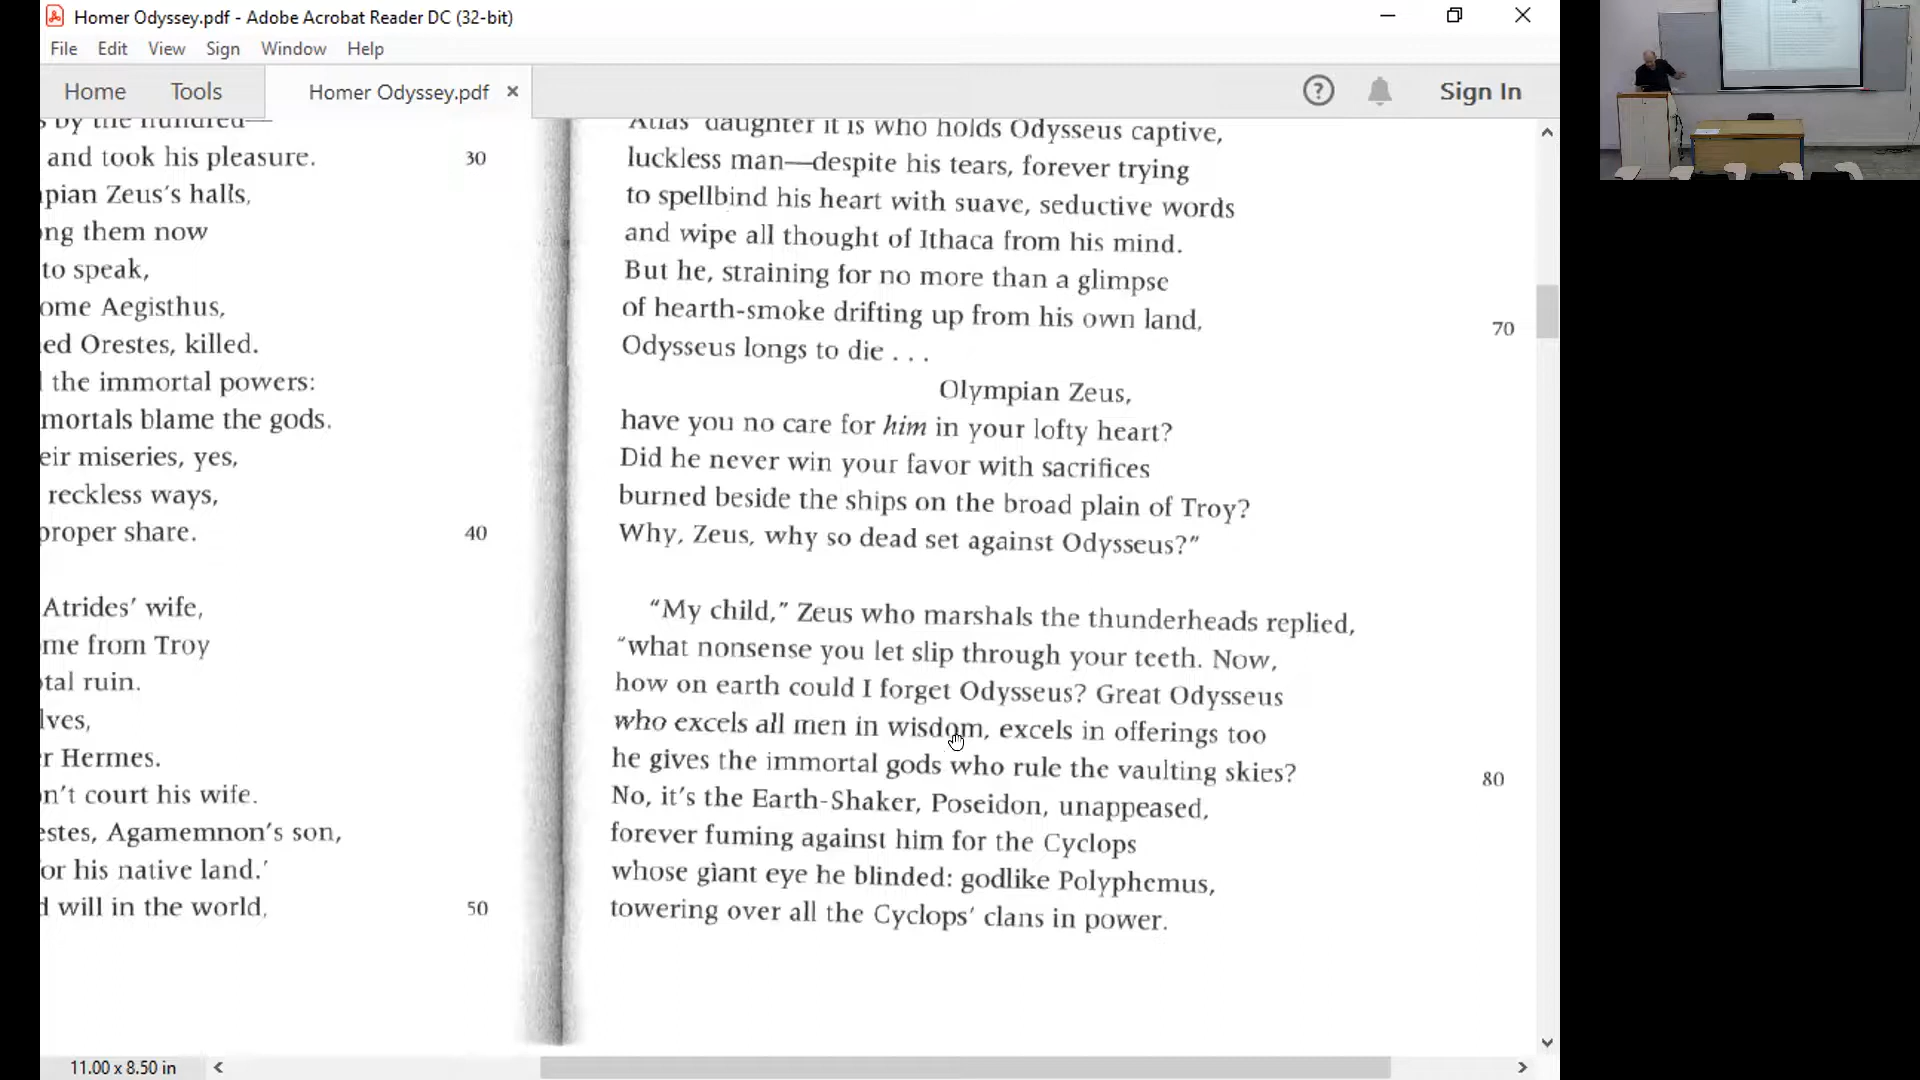 Homer Odyssey.pdf - Adobe Acrobat Reader DC (32-bit)
File Edit View Sign Window Help
Home Tools Homer Odyssey.pdf × ? Sign In
by the hundred—
and took his pleasure. 30
pian Zeus's halls,
ng them now
to speak,
ome Aegisthus,
ed Orestes, killed.
the immortal powers:
mortals blame the gods.
eir miseries, yes,
reckless ways,
proper share. 40
Atrides' wife,
me from Troy
tal ruin.
lves,
r Hermes.
n't court his wife.
estes, Agamemnon's son,
or his native land.'
d will in the world, 50
Atlas' daughter it is who holds Odysseus captive,
luckless man—despite his tears, forever trying
to spellbind his heart with suave, seductive words
and wipe all thought of Ithaca from his mind.
But he, straining for no more than a glimpse
of hearth-smoke drifting up from his own land, 70
Odysseus longs to die . . .
Olympian Zeus,
have you no care for him in your lofty heart?
Did he never win your favor with sacrifices
burned beside the ships on the broad plain of Troy?
Why, Zeus, why so dead set against Odysseus?”
“My child,” Zeus who marshals the thunderheads replied,
“what nonsense you let slip through your teeth. Now,
how on earth could I forget Odysseus? Great Odysseus
who excels all men in wisdom, excels in offerings too
he gives the immortal gods who rule the vaulting skies? 80
No, it's the Earth-Shaker, Poseidon, unappeased,
forever fuming against him for the Cyclops
whose giant eye he blinded: godlike Polyphemus,
towering over all the Cyclops' clans in power.
11.00 x 8.50 in